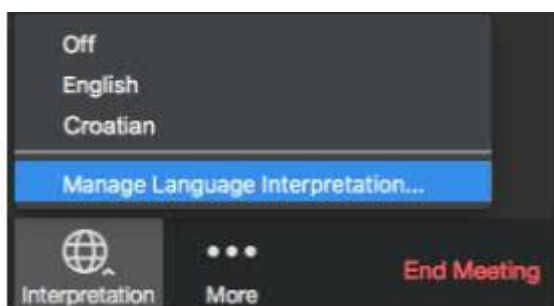 Off
English
Croatian
Manage Language Interpretation...
Interpretation
More
End Meeting